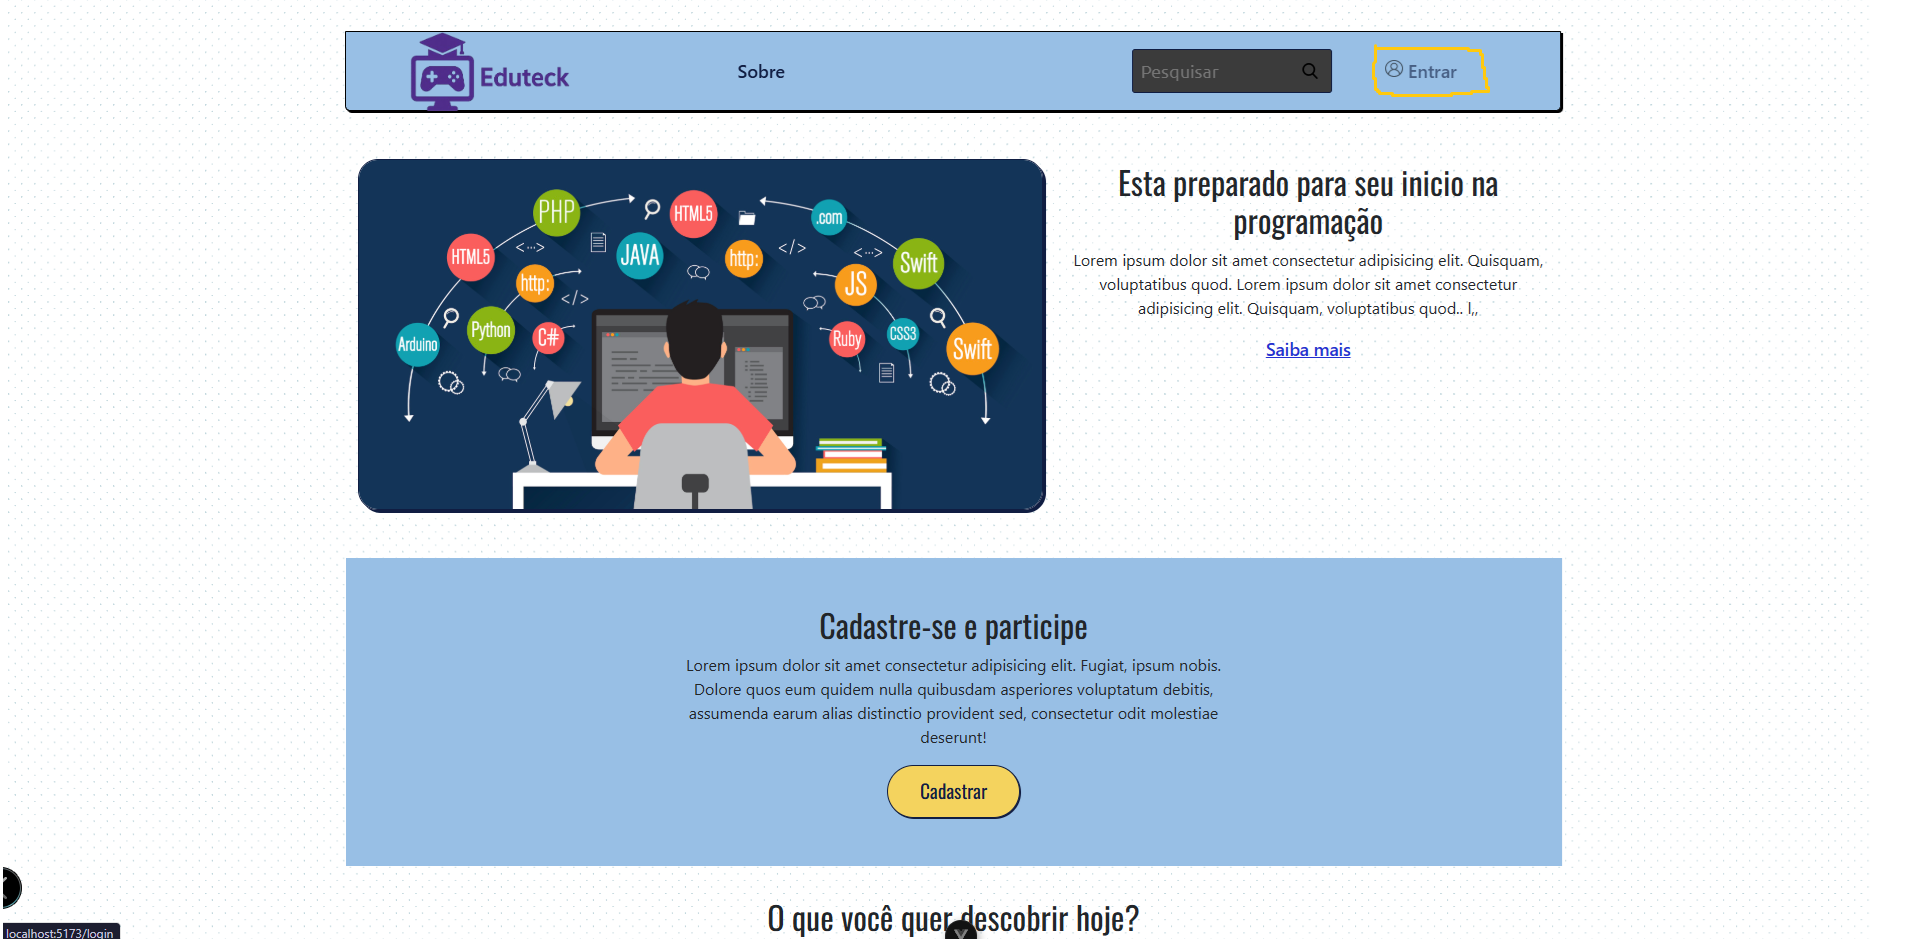 Eduteck
Sobre
Pesquisar
Entrar
PHP
HTML5
.com
HTML5
JAVA
http:
Swift
http:
JS
Arduino
Python
C#
Ruby
CSS3
Swift
Esta preparado para seu inicio na
programação
Lorem ipsum dolor sit amet consectetur adipisicing elit. Quisquam,
voluptatibus quod. Lorem ipsum dolor sit amet consectetur
adipisicing elit. Quisquam, voluptatibus quod.. l,,
Saiba mais
Cadastre-se e participe
Lorem ipsum dolor sit amet consectetur adipisicing elit. Fugiat, ipsum nobis.
Dolore quos eum quidem nulla quibusdam asperiores voluptatum debitis,
assumenda earum alias distinctio provident sed, consectetur odit molestiae
deserunt!
Cadastrar
O que você quer descobrir hoje?
localhost:5173/login